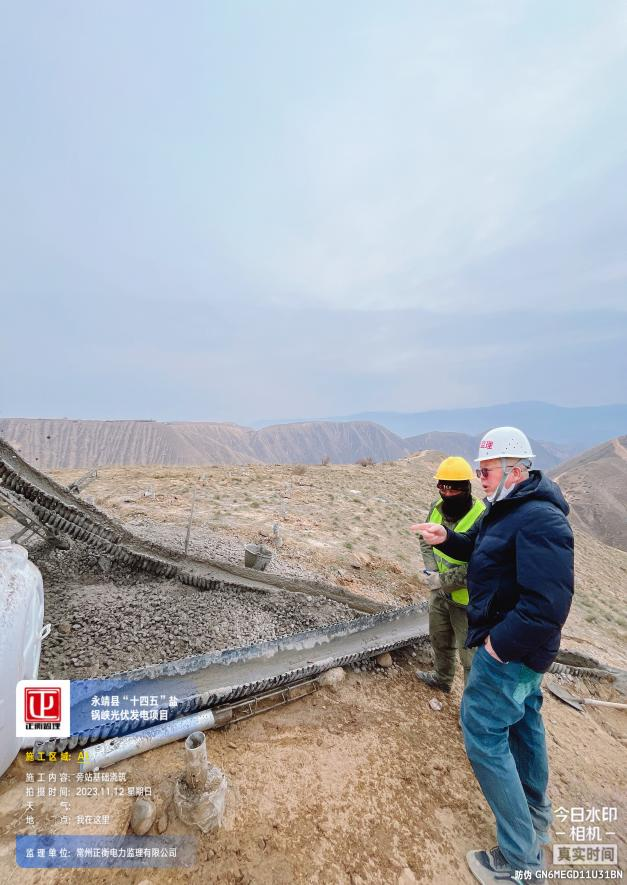 监理
正衡监理
永靖县“十四五”盐
锅峡光伏发电项目
施工区域:
施工内容:旁站基础浇筑
拍摄时间:2023.11.12 星期日
天 气:
地 点:我在这里
监理单位:常州正衡电力监理有限公司
今日水印
相机
真实时间
防伪 GN6MEGD11U31BN